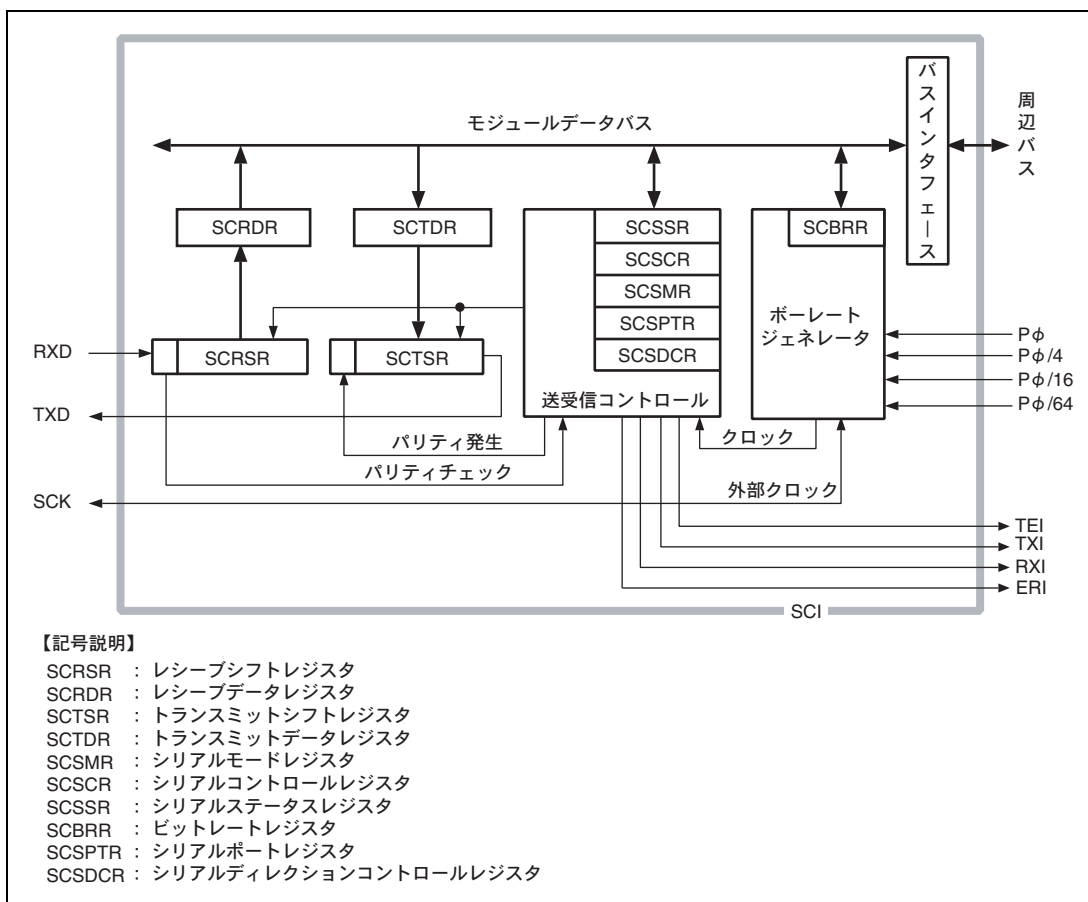 バスインタフェース
周辺バス
モジュールデータバス
SCRDR
SCTDR
SCSSR
SCSCR
SCSMR
SCSPTR
SCSDCR
SCBRR
ボーレート
ジェネレータ
Pφ
Pφ/4
Pφ/16
Pφ/64
RXD
SCRSR
SCTSR
TXD
送受信コントロール
パリティ発生
パリティチェック
クロック
SCK
外部クロック
TEI
TXI
RXI
ERI
SCI
【記号説明】
SCRSR : レシーブシフトレジスタ
SCRDR : レシーブデータレジスタ
SCTSR : トランスミットシフトレジスタ
SCTDR : トランスミットデータレジスタ
SCSMR : シリアルモードレジスタ
SCSCR : シリアルコントロールレジスタ
SCSSR : シリアルステータスレジスタ
SCBRR : ビットレートレジスタ
SCSPTR : シリアルポートレジスタ
SCSDCR : シリアルディレクションコントロールレジスタ